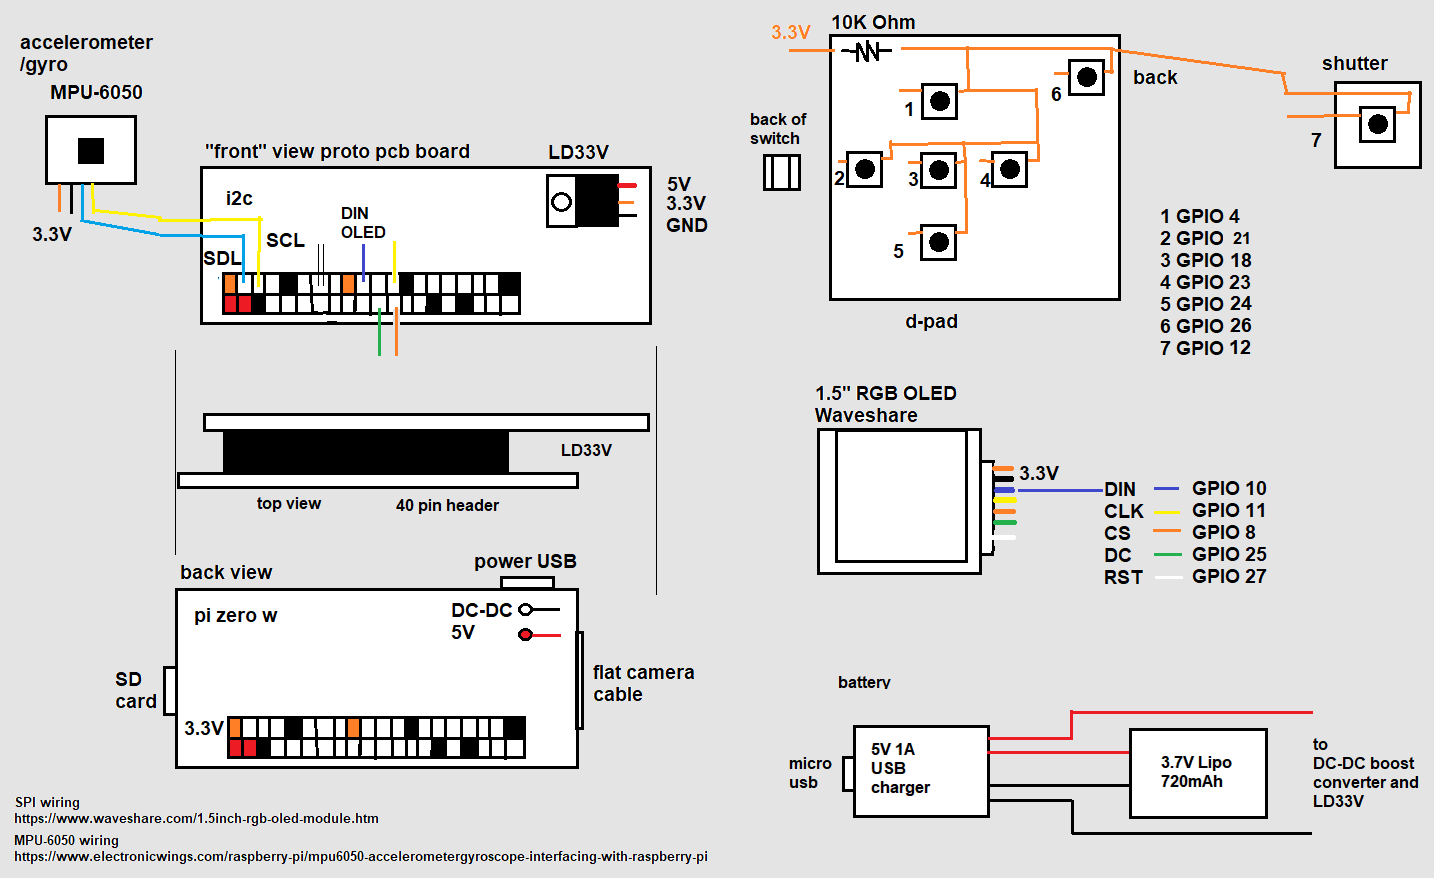 accelerometer
/gyro
MPU-6050
3.3V
"front" view proto pcb board
LD33V
i2c
DIN
OLED
SCL
SDL
5V
3.3V
GND
LD33V
top view
40 pin header
back view
power USB
pi zero w
DC-DC
5V
SD
card
flat camera
cable
3.3V
SPI wiring
https://www.waveshare.com/1.5inch-rgb-oled-module.htm
MPU-6050 wiring
https://www.electronicwings.com/raspberry-pi/mpu6050-accelerometergyroscope-interfacing-with-raspberry-pi
10K Ohm
3.3V
back of
switch
1
2
3
4
5
6
back
shutter
7
d-pad
1 GPIO 4
2 GPIO 21
3 GPIO 18
4 GPIO 23
5 GPIO 24
6 GPIO 26
7 GPIO 12
1.5" RGB OLED
Waveshare
3.3V
DIN GPIO 10
CLK GPIO 11
CS GPIO 8
DC GPIO 25
RST GPIO 27
battery
micro
usb
5V 1A
USB
charger
3.7V Lipo
720mAh
to
DC-DC boost
converter and
LD33V